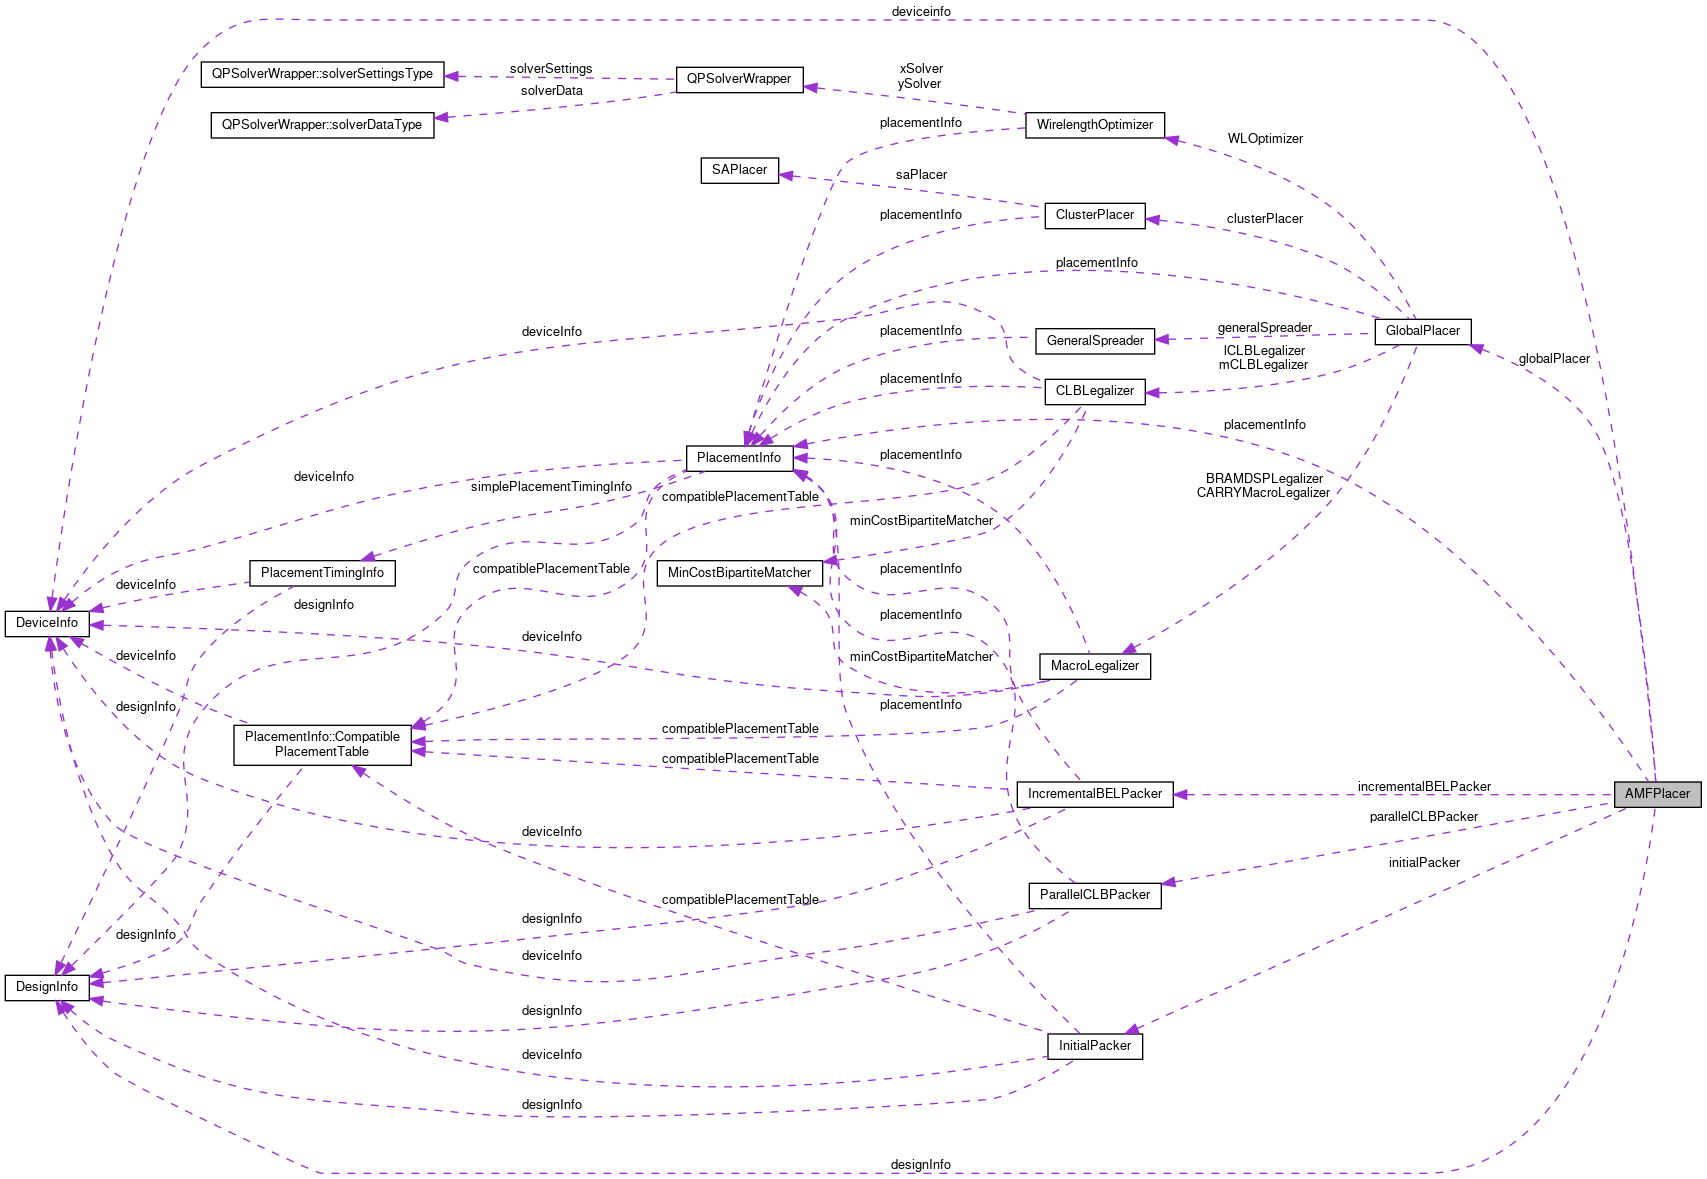 deviceinfo
QPSolverWrapper::solverSettingsType
solverSettings
QPSolverWrapper
xSolver
ySolver
solverData
QPSolverWrapper::solverDataType
placementInfo
WirelengthOptimizer
WLOptimizer
SAPlacer
saPlacer
placementInfo
ClusterPlacer
clusterPlacer
placementInfo
deviceInfo
placementInfo
GeneralSpreader
generalSpreader
GlobalPlacer
lCLBLegalizer
mCLBLegalizer
globalPlacer
placementInfo
CLBLegalizer
placementInfo
PlacementInfo
placementInfo
deviceInfo
simplePlacementTimingInfo
compatiblePlacementTable
BRAMDSPLegalizer
CARRYMacroLegalizer
minCostBipartiteMatcher
PlacementTimingInfo
compatiblePlacementTable
MinCostBipartiteMatcher
placementInfo
deviceInfo
designInfo
DeviceInfo
placementInfo
deviceInfo
deviceInfo
minCostBipartiteMatcher
MacroLegalizer
designInfo
placementInfo
PlacementInfo::Compatible
PlacementTable
compatiblePlacementTable
compatiblePlacementTable
IncrementalBELPacker
incrementalBELPacker
AMFPlacer
parallelCLBPacker
deviceInfo
initialPacker
ParallelCLBPacker
compatiblePlacementTable
designInfo
designInfo
deviceInfo
DesignInfo
designInfo
InitialPacker
deviceInfo
designInfo
designInfo